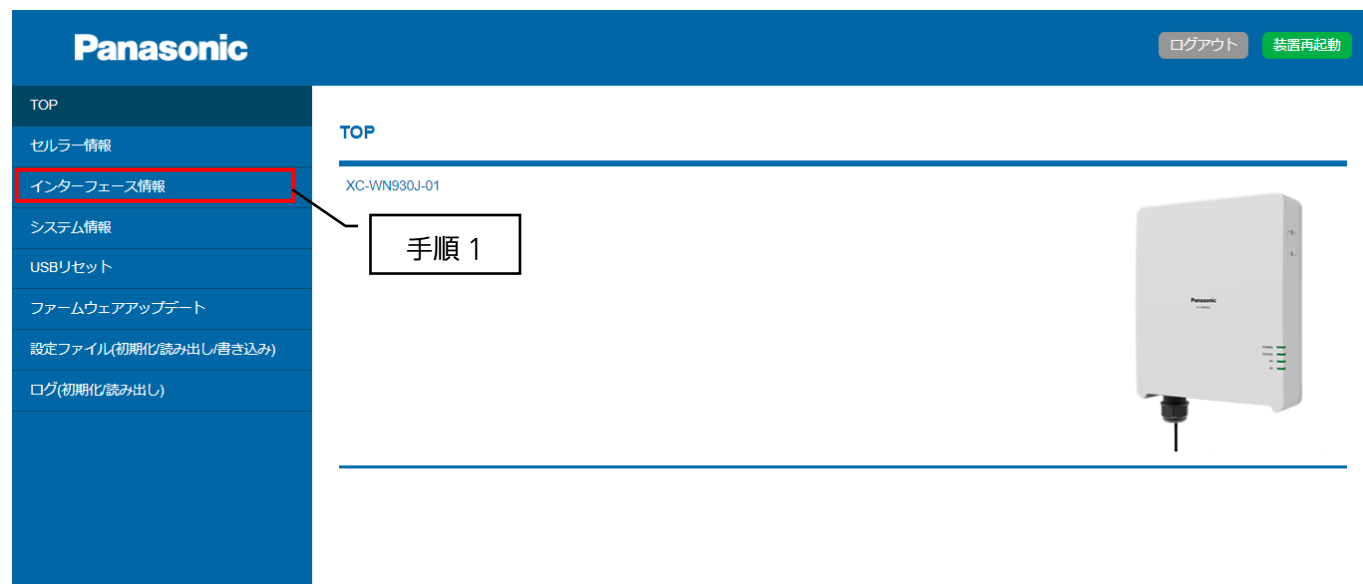 Panasonic
ログアウト
装置再起動
TOP
セルラー情報
インターフェース情報
システム情報
USBリセット
ファームウェアアップデート
設定ファイル(初期化/読み出し/書き込み)
ログ(初期化/読み出し)
TOP
XC-WN930J-01
手順１
Panasonic